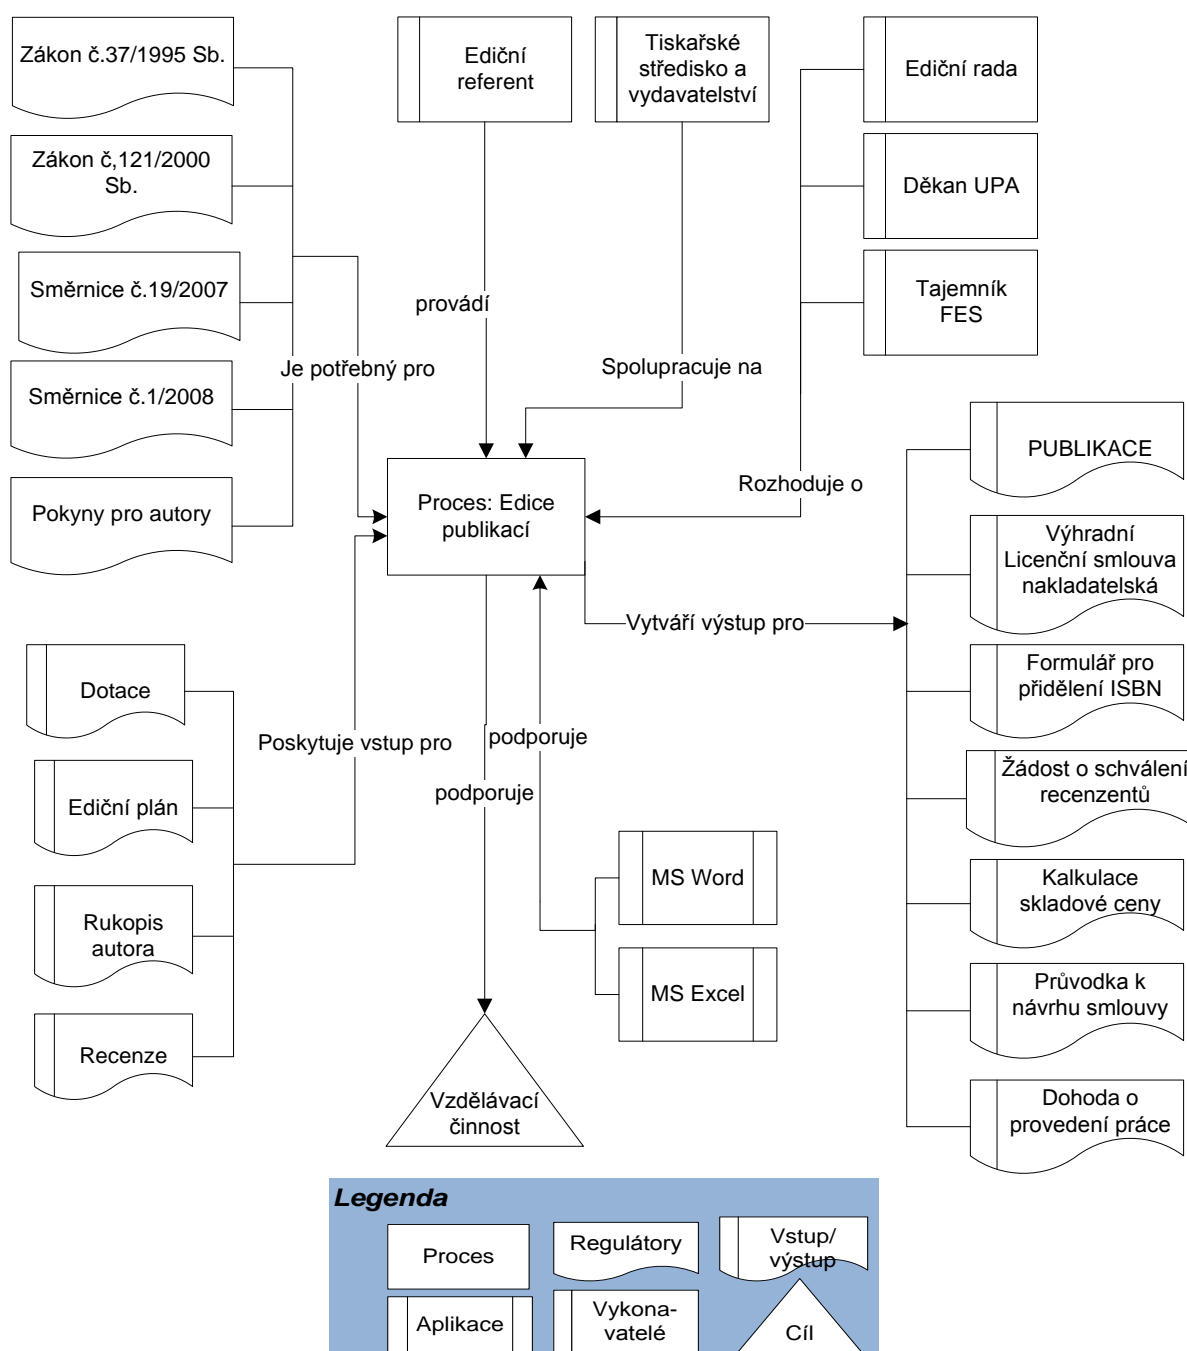 Zákon č.37/1995 Sb.
Zákon č,121/2000
Sb.
Směrnice č.19/2007
Směrnice č.1/2008
Pokyny pro autory
Je potřebný pro
Ediční
referent
provádí
Tiskařské
středisko a
vydavatelství
Spolupracuje na
Ediční rada
Děkan UPA
Tajemník
FES
Rozhoduje o
Proces: Edice
publikací
Dotace
Ediční plán
Rukopis
autora
Recenze
Poskytuje vstup pro
podporuje
podporuje
MS Word
MS Excel
Vzdělávací
činnost
Vytváří výstup pro
PUBLIKACE
Výhradní
Licenční smlouva
nakladatelská
Formulář pro
přidělení ISBN
Žádost o schválení
recenzentů
Kalkulace
skladové ceny
Průvodka k
návrhu smlouvy
Dohoda o
provedení práce
Legenda
Proces
Regulátory
Vstup/
výstup
Aplikace
Vykona-
vatelé
Cíl